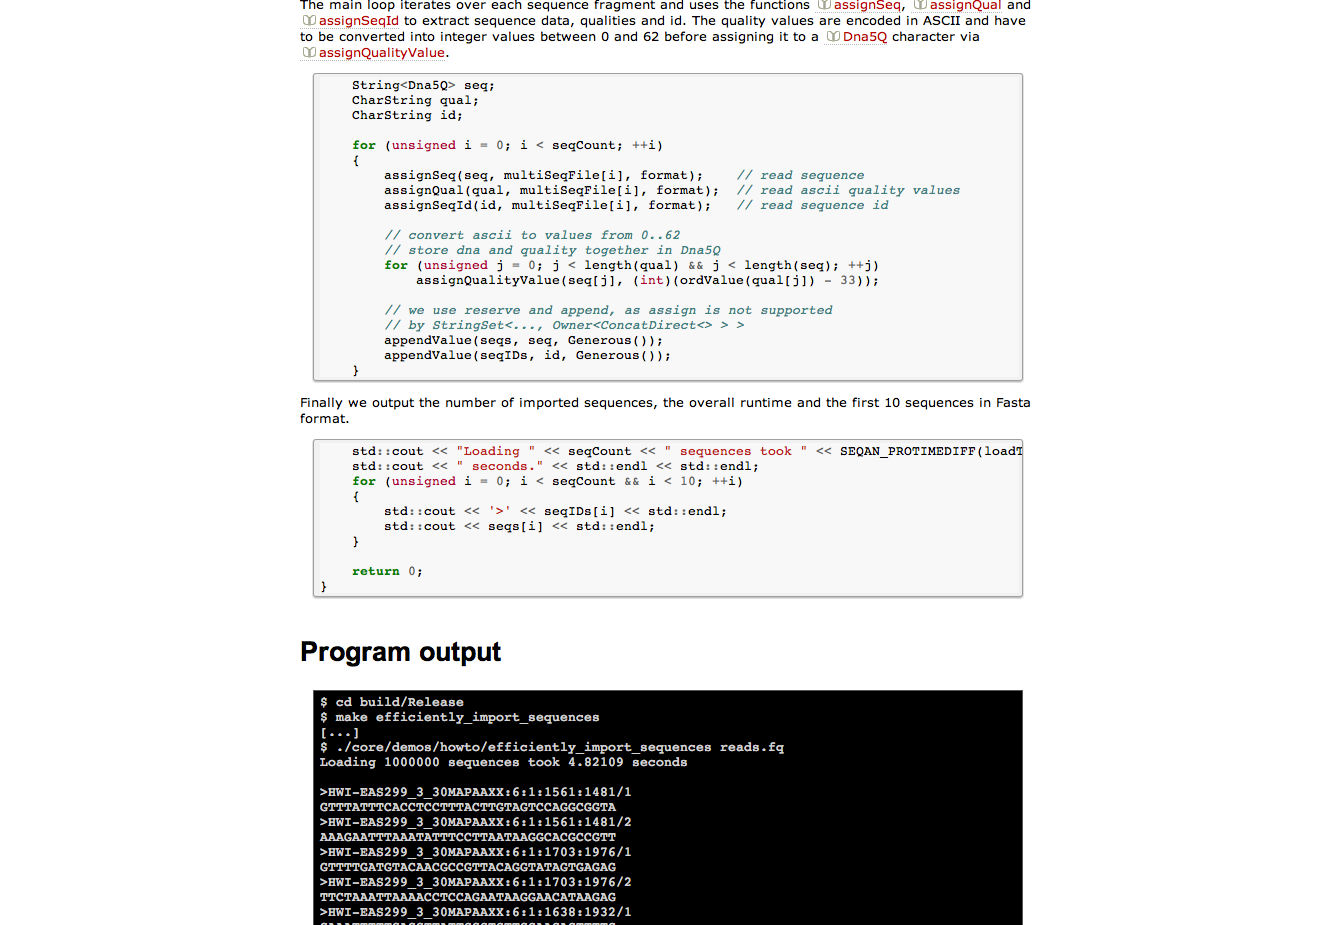 The main loop iterates over each sequence fragment and uses the functions assignSeq, assignQual and
assignSeqId to extract sequence data, qualities and id. The quality values are encoded in ASCII and have
to be converted into integer values between 0 and 62 before assigning it to a Dna5Q character via
assignQualityValue.
String<Dna5Q> seq;
CharString qual;
CharString id;
for (unsigned i = 0; i < seqCount; ++i)
{
assignSeq(seq, multiSeqFile[i], format);    // read sequence
assignQual(qual, multiSeqFile[i], format);  // read ascii quality values
assignSeqId(id, multiSeqFile[i], format);   // read sequence id
// convert ascii to values from 0..62
// store dna and quality together in Dna5Q
for (unsigned j = 0; j < length(qual) && j < length(seq); ++j)
assignQualityValue(seq[j], (int)(ordValue(qual[j]) - 33));
// we use reserve and append, as assign is not supported
// by StringSet<..., Owner<ConcatDirect<> > >
appendValue(seqs, seq, Generous());
appendValue(seqIDs, id, Generous());
}
Finally we output the number of imported sequences, the overall runtime and the first 10 sequences in Fasta
format.
std::cout << "Loading " << seqCount << " sequences took " << SEQAN_PROTIMEDIFF(loadT
std::cout << " seconds." << std::endl << std::endl;
for (unsigned i = 0; i < seqCount && i < 10; ++i)
{
std::cout << '>' << seqIDs[i] << std::endl;
std::cout << seqs[i] << std::endl;
}
return 0;
}
Program output
$ cd build/Release
$ make efficiently_import_sequences
[...]
$ ./core/demos/howto/efficiently_import_sequences reads.fq
Loading 1000000 sequences took 4.82109 seconds
>HWI-EAS299_3_30MAPAAXX:6:1:1561:1481/1
GTTTATTTCACCTCCTTTACTTGTAGTCCAGGCGGTA
>HWI-EAS299_3_30MAPAAXX:6:1:1561:1481/2
AAAGAATTTAAATATTTCCTTAATAAGGCACGCCGTT
>HWI-EAS299_3_30MAPAAXX:6:1:1703:1976/1
GTTTTGATGTACAACGCCGTTACAGGTATAGTGAGAG
>HWI-EAS299_3_30MAPAAXX:6:1:1703:1976/2
TTCTAAATTAAAACCTCCAGAATAAGGAACATAAGAG
>HWI-EAS299_3_30MAPAAXX:6:1:1638:1932/1